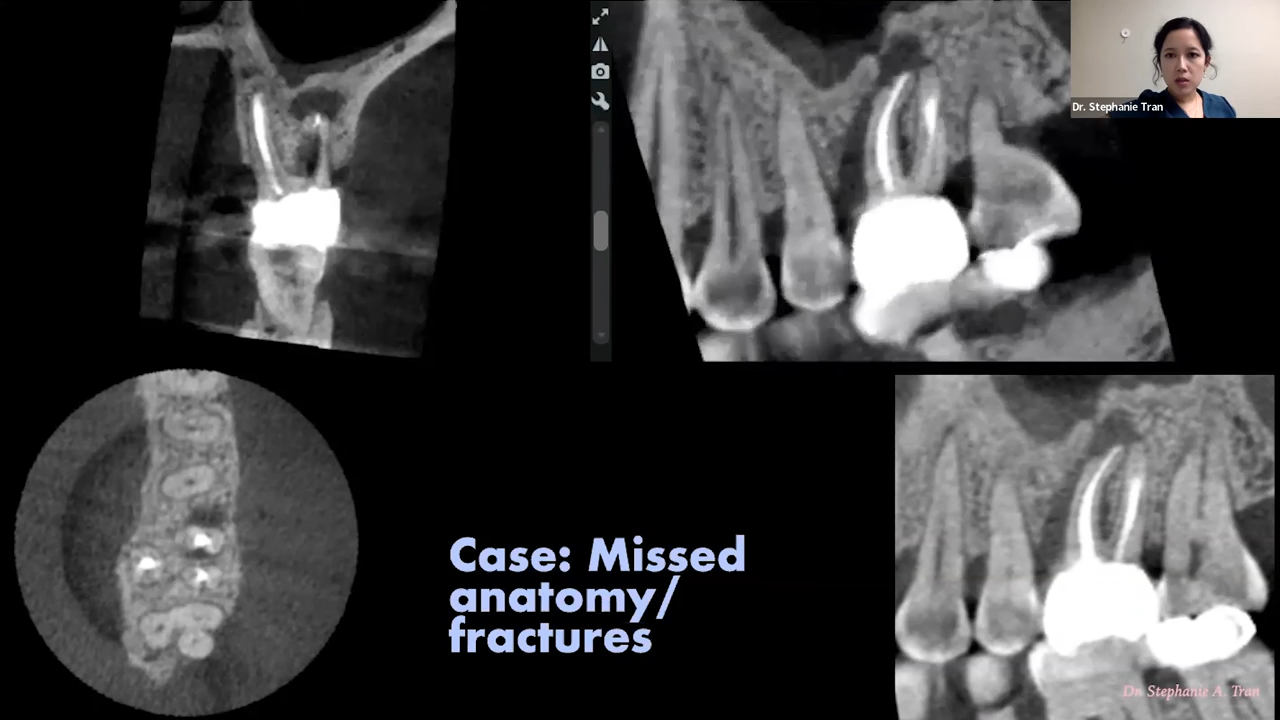 Dr. Stephanie Tran
Case: Missed
anatomy/
fractures
Dr. Stephanie A. Tran